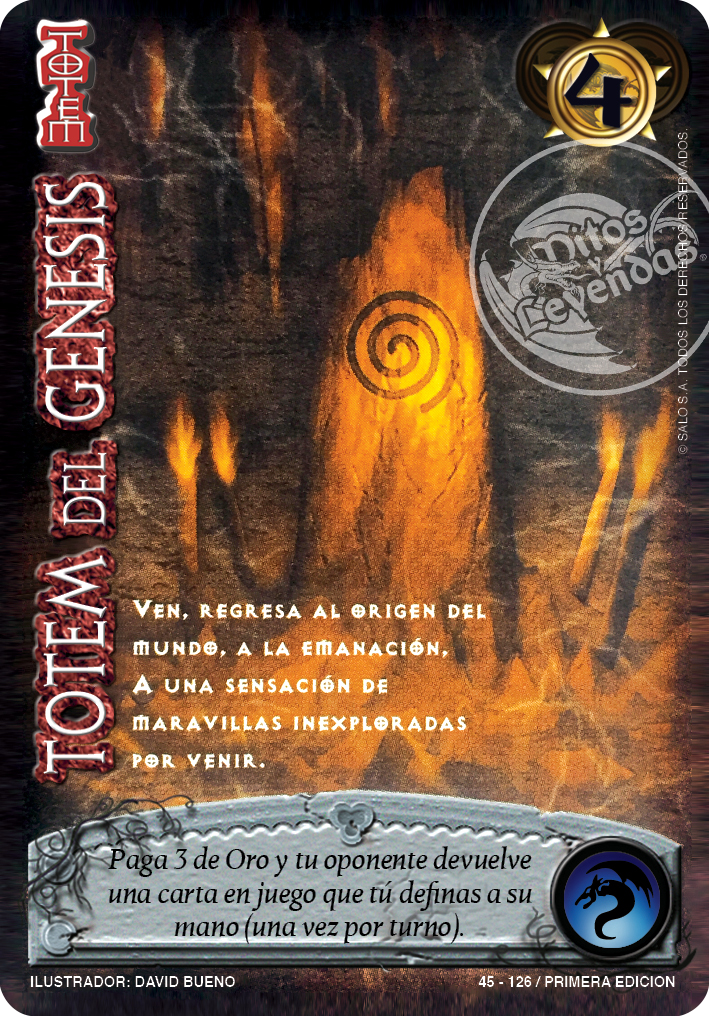 TOTEM
4
TOTEM DEL GENESIS
Mitos
y
Leyendas
®
© SALO S.A. TODOS LOS DERECHOS RESERVADOS.
VEN, REGRESA AL ORIGEN DEL
MUNDO, A LA EMANACIÓN,
A UNA SENSACIÓN DE
MARAVILLAS INEXPLORADAS
POR VENIR.
Paga 3 de Oro y tu oponente devuelve
una carta en juego que tú definas a su
mano (una vez por turno).
ILUSTRADOR: DAVID BUENO
45 - 126 / PRIMERA EDICION